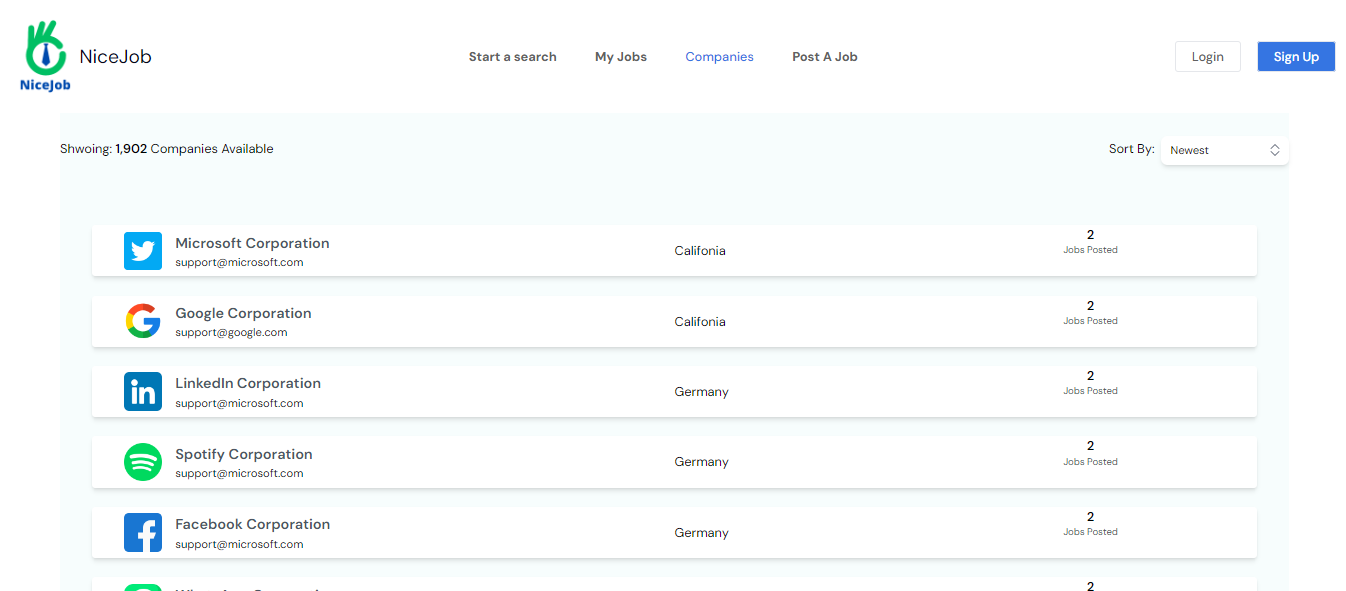 NiceJob
NiceJob
Start a search
My Jobs
Companies
Post A Job
Login
Sign Up
Shwoing: 1,902 Companies Available
Sort By:
Newest
Microsoft Corporation
support@microsoft.com
Califonia
2
Jobs Posted
Google Corporation
support@google.com
Califonia
2
Jobs Posted
LinkedIn Corporation
support@microsoft.com
Germany
2
Jobs Posted
Spotify Corporation
support@microsoft.com
Germany
2
Jobs Posted
Facebook Corporation
support@microsoft.com
Germany
2
Jobs Posted
2